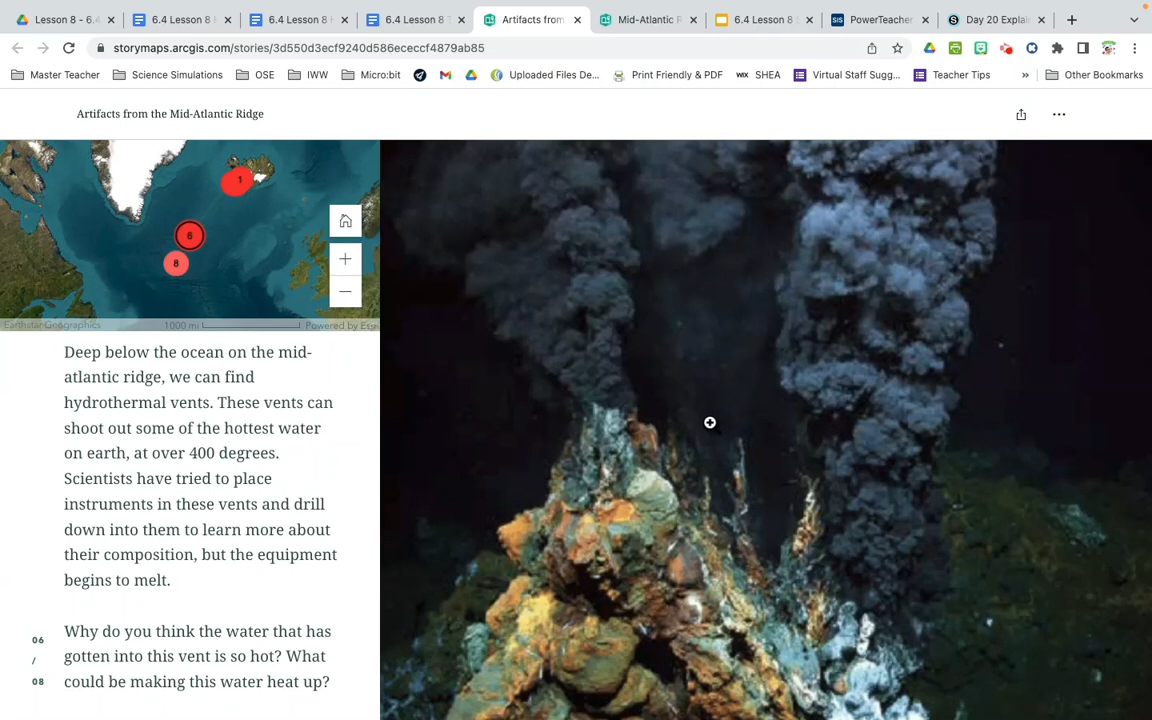 Lesson 8 - 6.
6.4 Lesson 8
6.4 Lesson 8
6.4 Lesson 8
Artifacts from
Mid-Atlantic R
6.4 Lesson 8
PowerTeacher
Day 20 Explai
storymaps.arcgis.com/stories/3d550d3ecf9240d586ececcf4879ab85
Master Teacher
Science Simulations
OSE
IWW
Micro:bit
Uploaded Files De...
Print Friendly & PDF
WIX
SHEA
Virtual Staff Sugg...
Teacher Tips
»
Other Bookmarks
Artifacts from the Mid-Atlantic Ridge
1
6
8
Earthstar Geographics
1000 mi
Powered by Esri
Deep below the ocean on the mid-
atlantic ridge, we can find
hydrothermal vents. These vents can
shoot out some of the hottest water
on earth, at over 400 degrees.
Scientists have tried to place
instruments in these vents and drill
down into them to learn more about
their composition, but the equipment
begins to melt.
Why do you think the water that has
gotten into this vent is so hot? What
could be making this water heat up?
06
/
08